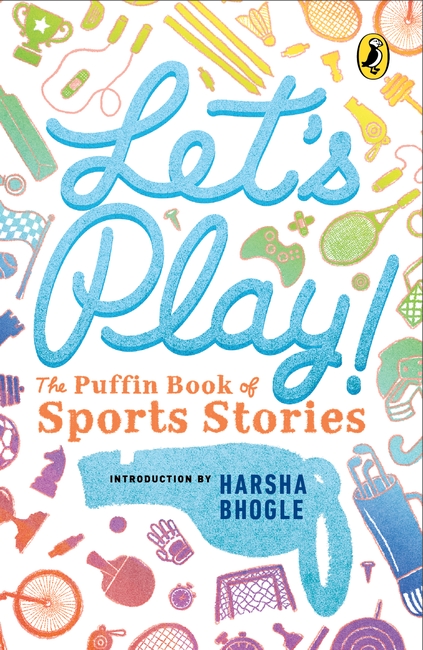 Let's
Play!
The Puffin Book of
Sports Stories
INTRODUCTION BY HARSHA
BHOGLE